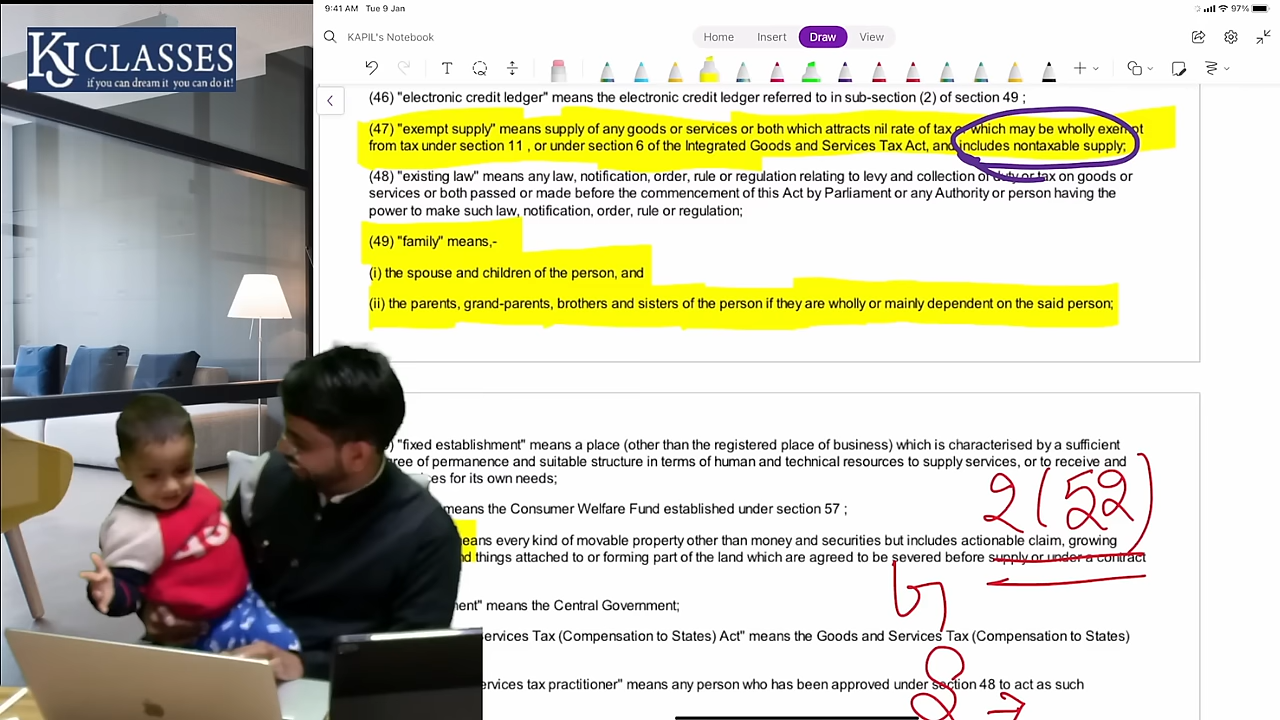 9:41 AM Tue 9 Jan
97%
KJ CLASSES
if you can dream it you can do it!
KAPIL's Notebook
Home Insert Draw View
(46) "electronic credit ledger" means the electronic credit ledger referred to in sub-section (2) of section 49 ;
(47) "exempt supply" means supply of any goods or services or both which attracts nil rate of tax or which may be wholly exempt
from tax under section 11 , or under section 6 of the Integrated Goods and Services Tax Act, and includes nontaxable supply;
(48) "existing law" means any law, notification, order, rule or regulation relating to levy and collection of duty or tax on goods or
services or both passed or made before the commencement of this Act by Parliament or any Authority or person having the
power to make such law, notification, order, rule or regulation;
(49) "family" means,-
(i) the spouse and children of the person, and
(ii) the parents, grand-parents, brothers and sisters of the person if they are wholly or mainly dependent on the said person;
"fixed establishment" means a place (other than the registered place of business) which is characterised by a sufficient
ree of permanence and suitable structure in terms of human and technical resources to supply services, or to receive and
es for its own needs;
2 (52)
means the Consumer Welfare Fund established under section 57 ;
eans every kind of movable property other than money and securities but includes actionable claim, growing
nd things attached to or forming part of the land which are agreed to be severed before supply or under a contract
ent" means the Central Government;
ervices Tax (Compensation to States) Act" means the Goods and Services Tax (Compensation to States)
ervices tax practitioner" means any person who has been approved under section 48 to act as such